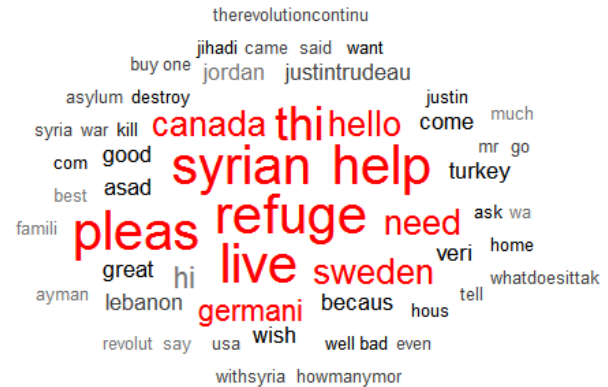 therevolutioncontinu
jihadi came said want
buy one jordan justintrudeau
asylum destroy justin
syria war kill canada thi hello come much
com good syrian help mr go
best asad turkey
famili pleas refuge need ask wa
great hi live sweden veri home
ayman lebanon germani becaus hous tell whatdoesittak
revolut say usa wish well bad even
withsyria howmanymor